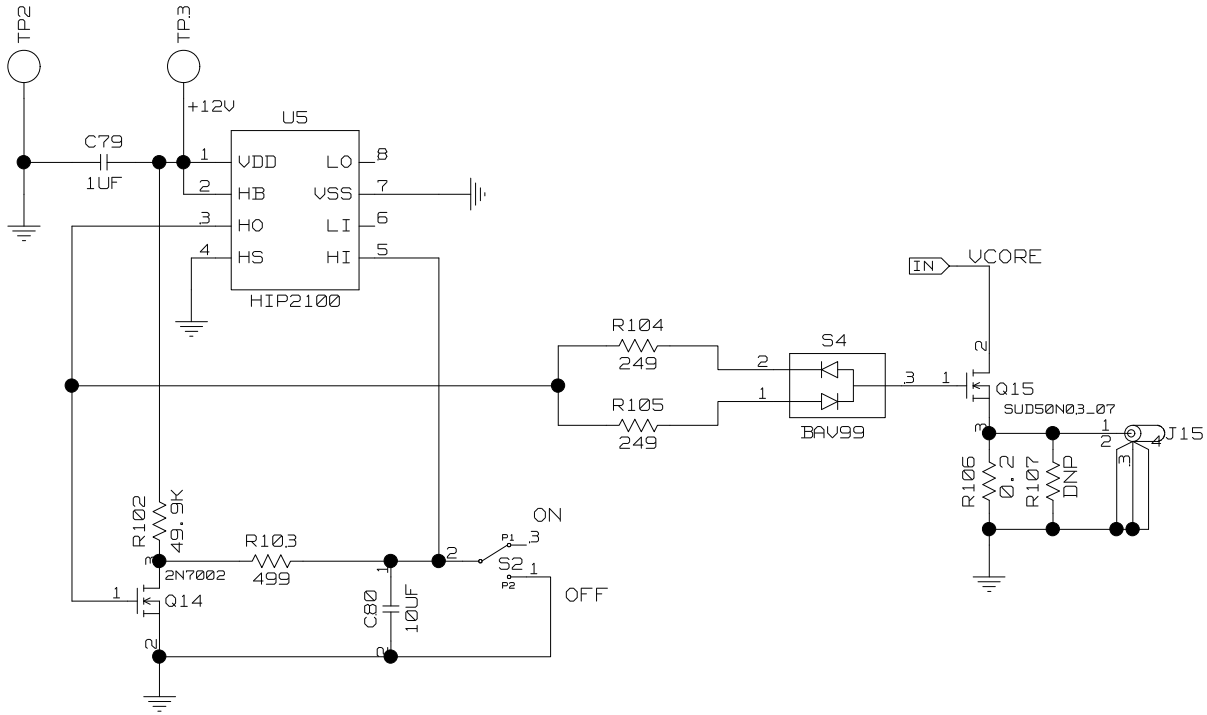 TP2
TP3
+12V
C79
1UF
U5
1 VDD LO 8
2 HB VSS 7
3 HO LI 6
4 HS HI 5
HIP2100
IN VCORE
R104
249
R105
249
S4
2
1
3
BAV99
2
1 Q15
SUD50N03_07
3
R106
0.2
R107
DNP
1
2
3
4
J15
R102
49.9K
3
2N7002
1 Q14
2
R103
499
1
C80
10UF
2
2
ON
P1
3
S2
1
P2
OFF